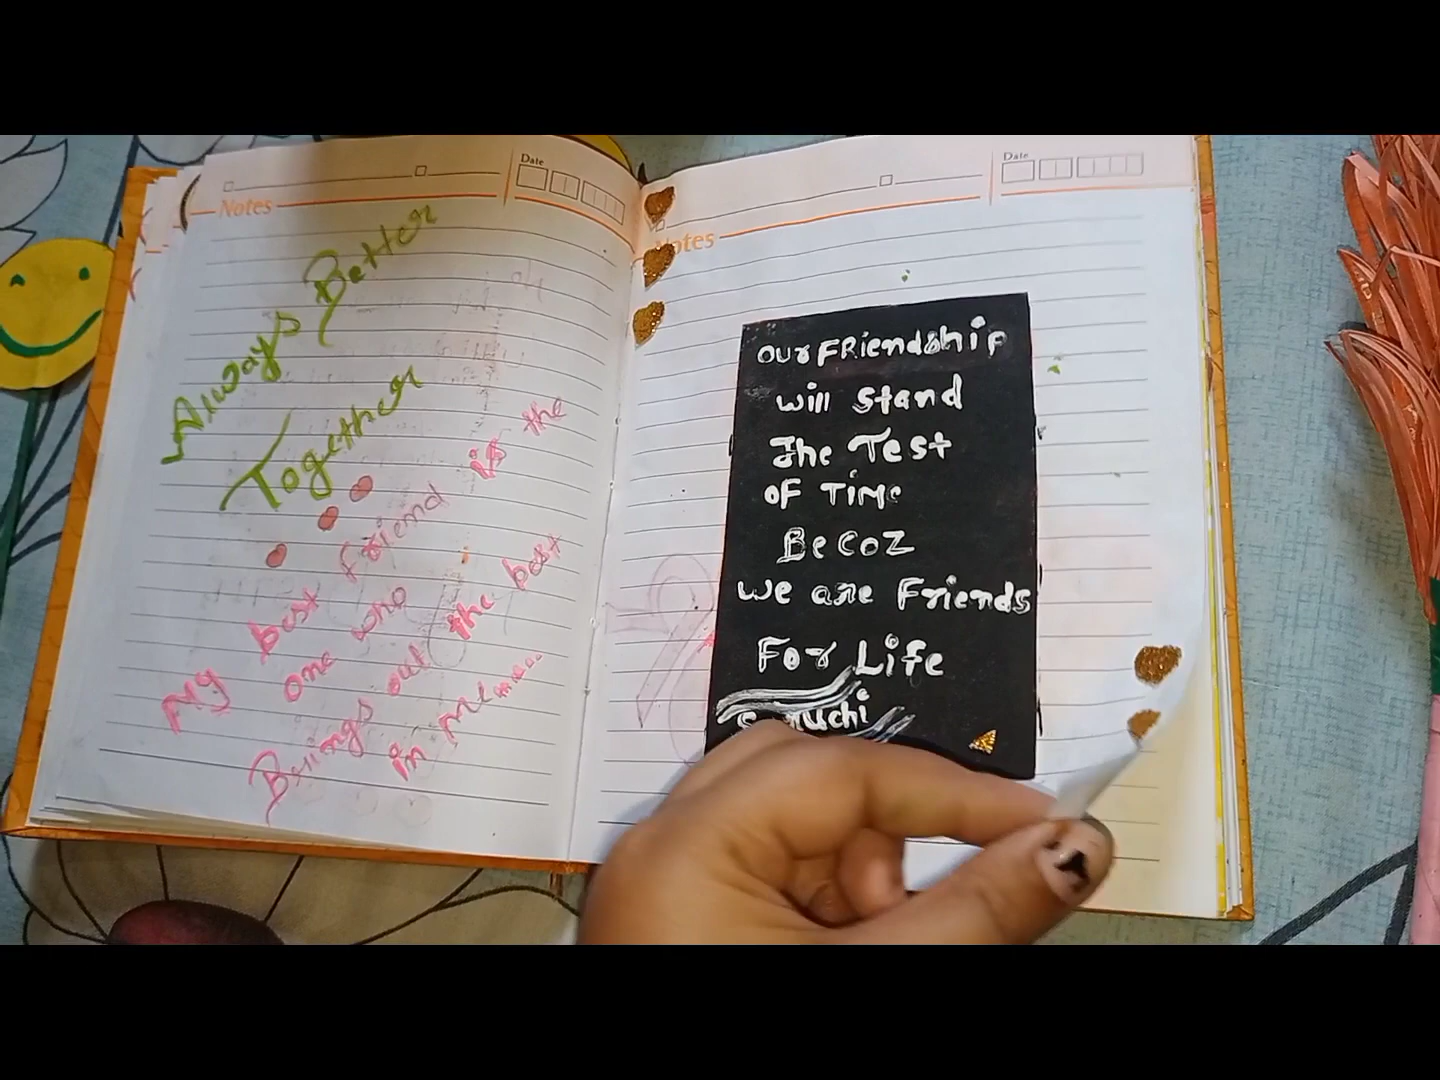 Notes
Date
Always Better
Together
My best friend is the
one who
Brings out the best
in me......
Notes
Date
Our FRiendship
will stand
The Test
of Time
BeCoz
we are Friends
For Life